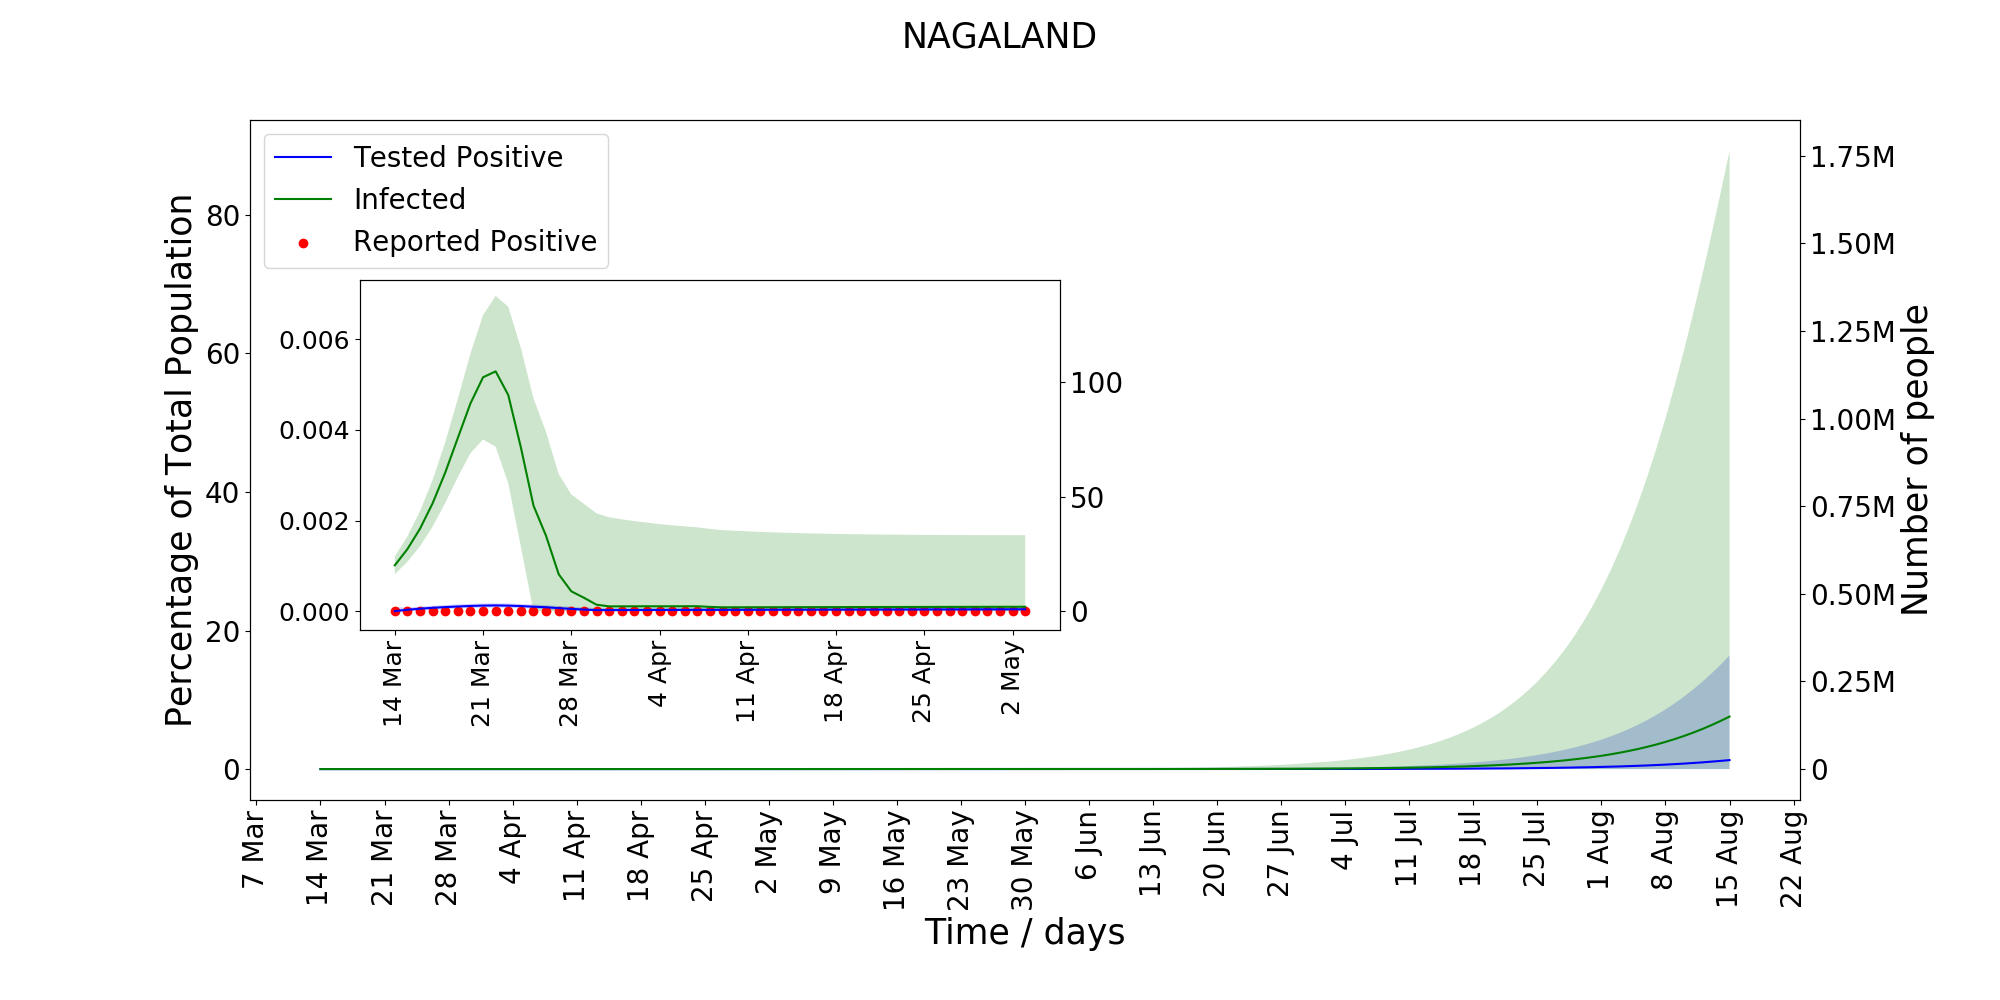 NAGALAND
Tested Positive
Infected
Reported Positive
Percentage of Total Population
80
60
40
20
0
0.006
0.004
0.002
0.000
100
50
0
14 Mar
21 Mar
28 Mar
4 Apr
11 Apr
18 Apr
25 Apr
2 May
1.75M
1.50M
1.25M
1.00M
0.75M
0.50M
0.25M
0
Number of people
7 Mar
14 Mar
21 Mar
28 Mar
4 Apr
11 Apr
18 Apr
25 Apr
2 May
9 May
16 May
23 May
30 May
6 Jun
13 Jun
20 Jun
27 Jun
4 Jul
11 Jul
18 Jul
25 Jul
1 Aug
8 Aug
15 Aug
22 Aug
Time / days